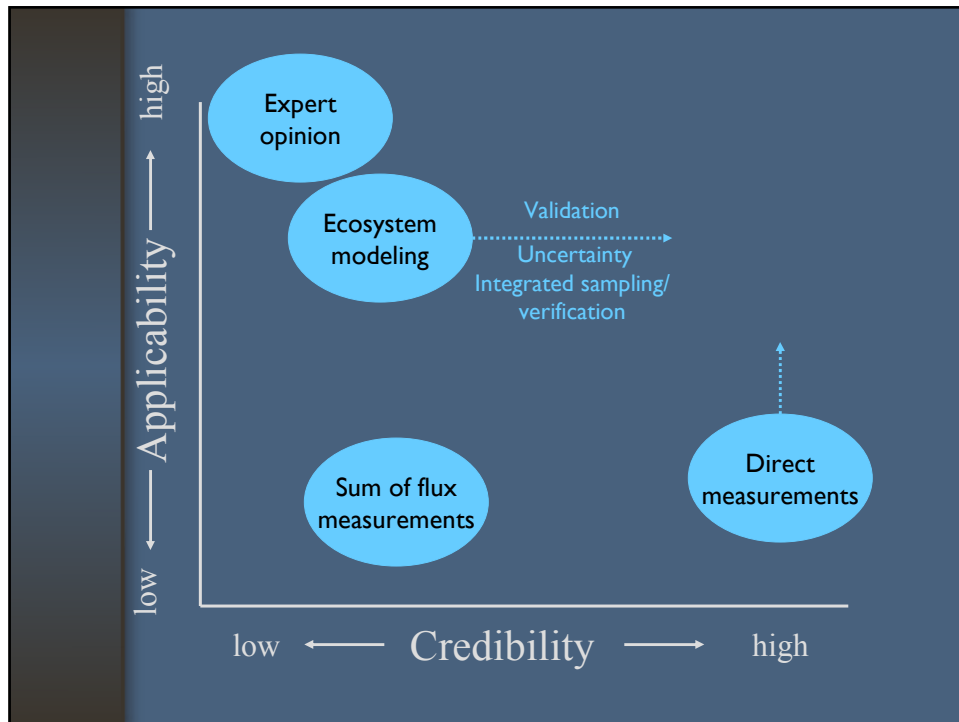 high
Applicability
low
Expert
opinion
Ecosystem
modeling
Validation
Uncertainty
Integrated sampling/
verification
Sum of flux
measurements
Direct
measurements
low
Credibility
high